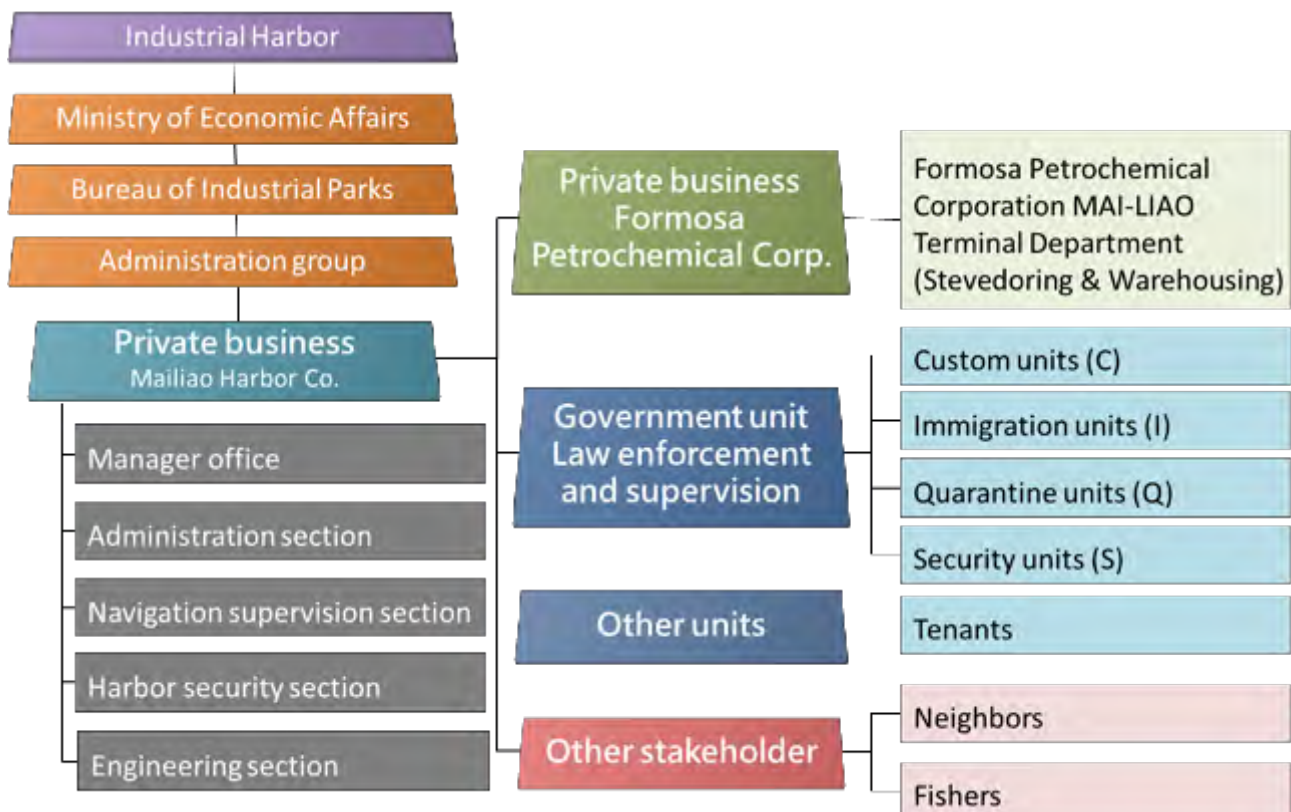 Industrial Harbor
Ministry of Economic Affairs
Bureau of Industrial Parks
Administration group
Private business
Mailiao Harbor Co.
Manager office
Administration section
Navigation supervision section
Harbor security section
Engineering section
Private business
Formosa
Petrochemical Corp.
Government unit
Law enforcement
and supervision
Other units
Other stakeholder
Formosa Petrochemical
Corporation MAI-LIAO
Terminal Department
(Stevedoring & Warehousing)
Custom units (C)
Immigration units (I)
Quarantine units (Q)
Security units (S)
Tenants
Neighbors
Fishers